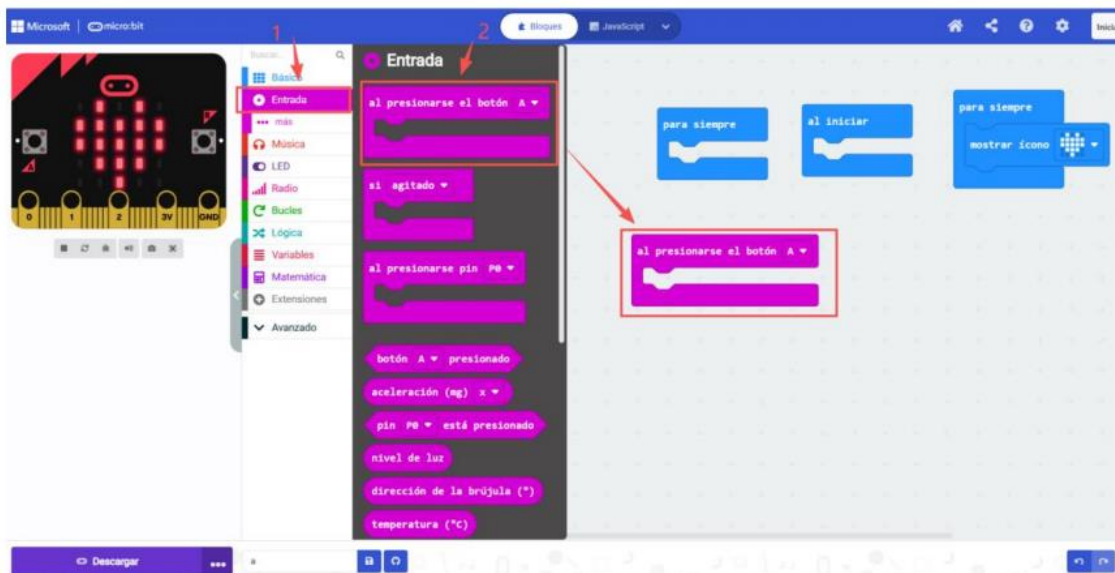 Microsoft | micro:bit
Bloques
JavaScript
1
2
Buscar...
Básico
Entrada
más
Música
LED
Radio
Bucles
Lógica
Variables
Matemática
Extensiones
Avanzado
0 1 2 3V GND
Entrada
al presionarse el botón A
si agitado
al presionarse pin P0
botón A presionado
aceleración (mg) x
pin P0 está presionado
nivel de luz
dirección de la brújula (°)
temperatura (°C)
para siempre
al iniciar
para siempre
mostrar ícono
al presionarse el botón A
Descargar
a